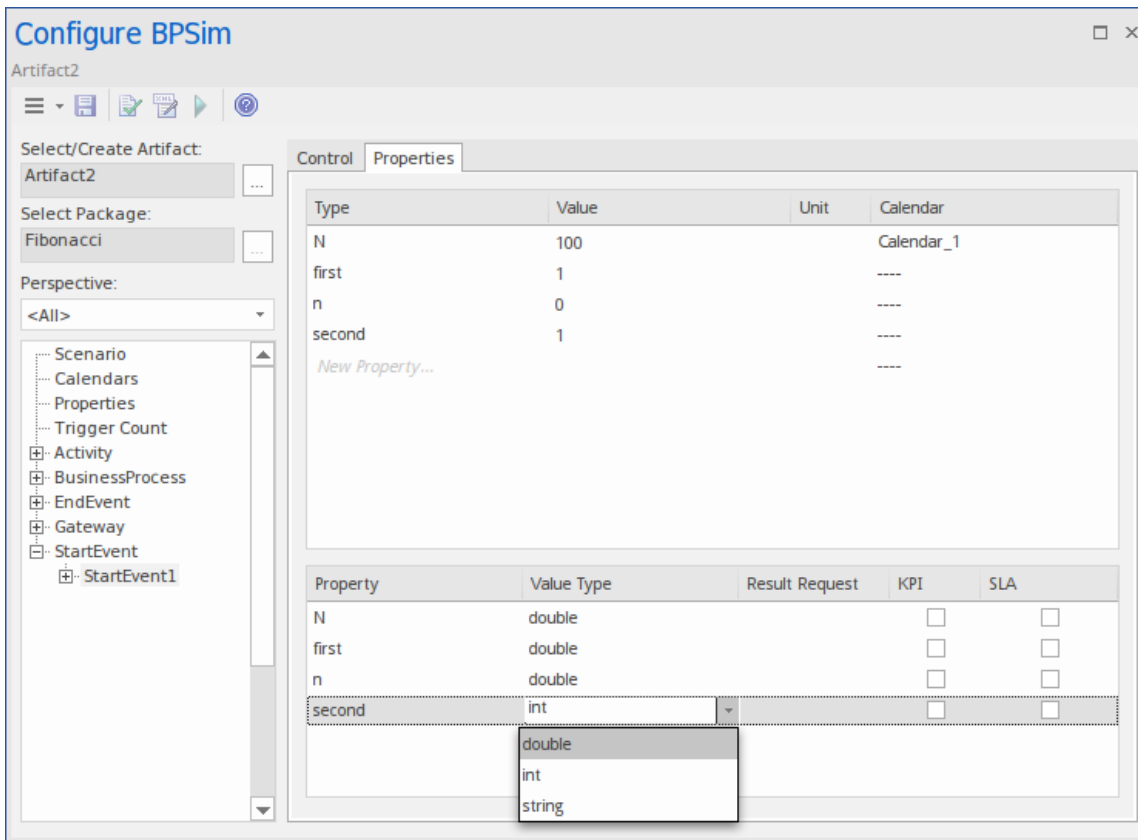 Configure BPSim
Artifact2
Select/Create Artifact:
Artifact2
...
Select Package:
Fibonacci
...
Perspective:
<All>
Scenario
Calendars
Properties
Trigger Count
Activity
BusinessProcess
EndEvent
Gateway
StartEvent
StartEvent1
Control Properties
Type Value Unit Calendar
N 100 Calendar_1
first 1 ----
n 0 ----
second 1 ----
New Property... ----
Property Value Type Result Request KPI SLA
N double
first double
n double
second int
double
int
string